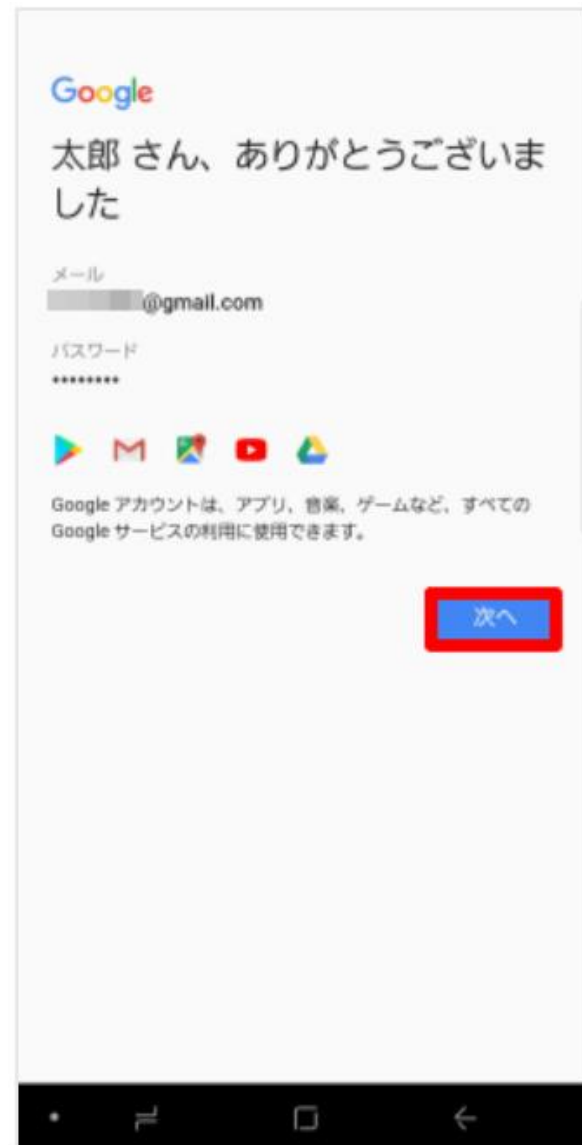 Google
太郎 さん、ありがとうございま
した
メール
@gmail.com
パスワード
••••••••
Google アカウントは、アプリ、音楽、ゲームなど、すべての
Google サービスの利用に使用できます。
次へ